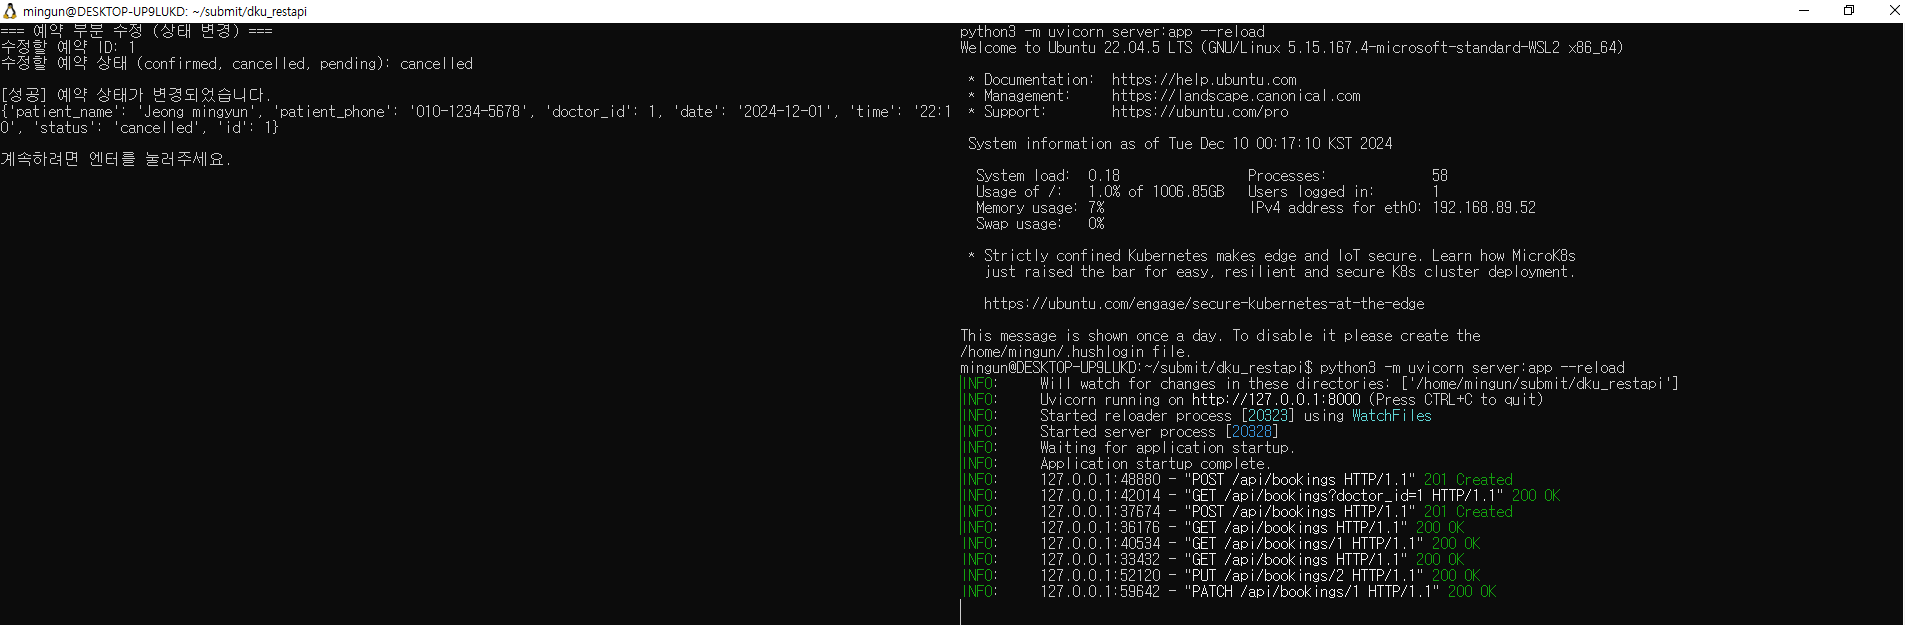 mingun@DESKTOP-UP9LUKD: ~/submit/dku_restapi
=== 예약 부분 수정 (상태 변경) ===
수정할 예약 ID: 1
수정할 예약 상태 (confirmed, cancelled, pending): cancelled
[성공] 예약 상태가 변경되었습니다.
{'patient_name': 'Jeong mingyun', 'patient_phone': '010-1234-5678', 'doctor_id': 1, 'date': '2024-12-01', 'time': '22:1
0', 'status': 'cancelled', 'id': 1}
계속하려면 엔터를 눌러주세요.
python3 -m uvicorn server:app --reload
Welcome to Ubuntu 22.04.5 LTS (GNU/Linux 5.15.167.4-microsoft-standard-WSL2 x86_64)
* Documentation:  https://help.ubuntu.com
* Management:     https://landscape.canonical.com
* Support:        https://ubuntu.com/pro
System information as of Tue Dec 10 00:17:10 KST 2024
System load:  0.18                Processes:             58
Usage of /:   1.0% of 1006.85GB   Users logged in:       1
Memory usage: 7%                  IPv4 address for eth0: 192.168.89.52
Swap usage:   0%
* Strictly confined Kubernetes makes edge and IoT secure. Learn how MicroK8s
just raised the bar for easy, resilient and secure K8s cluster deployment.
https://ubuntu.com/engage/secure-kubernetes-at-the-edge
This message is shown once a day. To disable it please create the
/home/mingun/.hushlogin file.
mingun@DESKTOP-UP9LUKD:~/submit/dku_restapi$ python3 -m uvicorn server:app --reload
INFO:     Will watch for changes in these directories: ['/home/mingun/submit/dku_restapi']
INFO:     Uvicorn running on http://127.0.0.1:8000 (Press CTRL+C to quit)
INFO:     Started reloader process [20323] using WatchFiles
INFO:     Started server process [20328]
INFO:     Waiting for application startup.
INFO:     Application startup complete.
INFO:     127.0.0.1:48880 - "POST /api/bookings HTTP/1.1" 201 Created
INFO:     127.0.0.1:42014 - "GET /api/bookings?doctor_id=1 HTTP/1.1" 200 OK
INFO:     127.0.0.1:37674 - "POST /api/bookings HTTP/1.1" 201 Created
INFO:     127.0.0.1:36176 - "GET /api/bookings HTTP/1.1" 200 OK
INFO:     127.0.0.1:40534 - "GET /api/bookings/1 HTTP/1.1" 200 OK
INFO:     127.0.0.1:33432 - "GET /api/bookings HTTP/1.1" 200 OK
INFO:     127.0.0.1:52120 - "PUT /api/bookings/2 HTTP/1.1" 200 OK
INFO:     127.0.0.1:59642 - "PATCH /api/bookings/1 HTTP/1.1" 200 OK